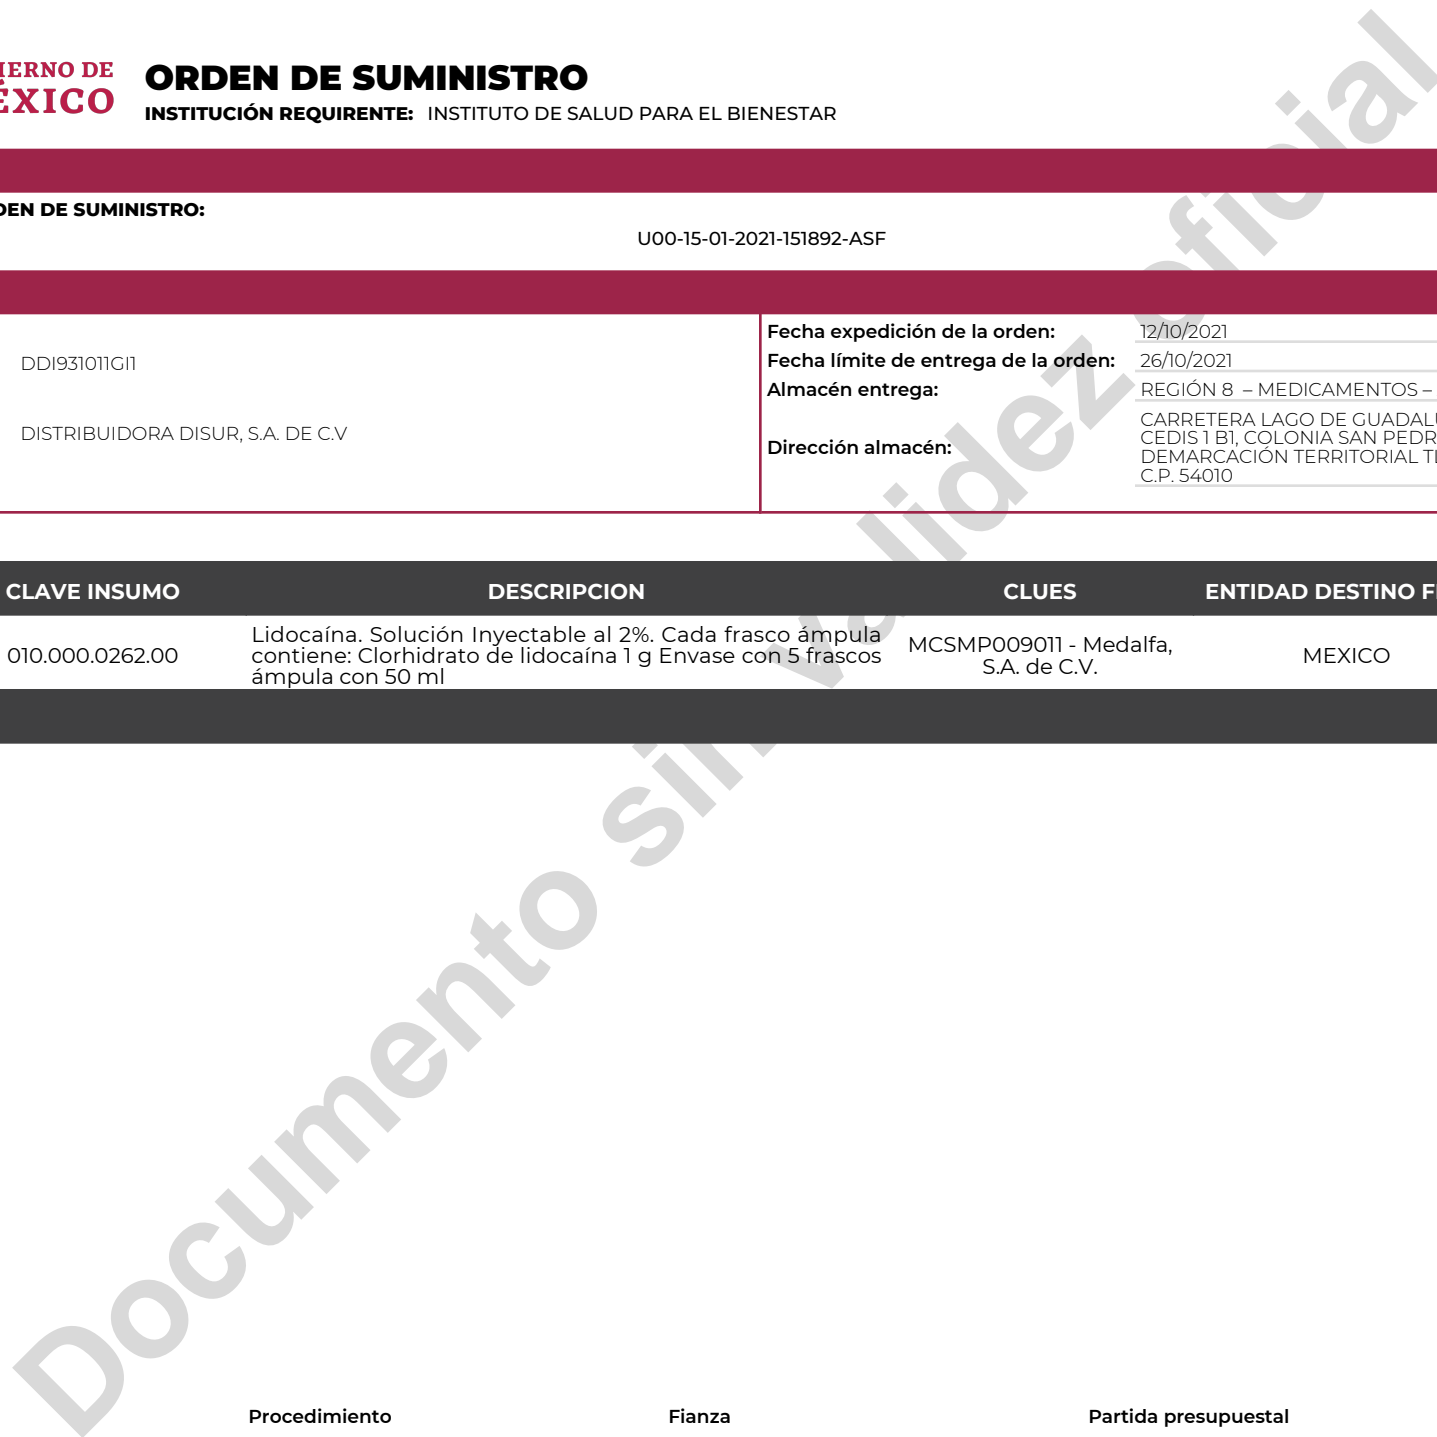 IERNO DE
ÉXICO
ORDEN DE SUMINISTRO
INSTITUCIÓN REQUIRENTE: INSTITUTO DE SALUD PARA EL BIENESTAR
DEN DE SUMINISTRO:
U00-15-01-2021-151892-ASF
DDI931011GI1
DISTRIBUIDORA DISUR, S.A. DE C.V
Fecha expedición de la orden: 12/10/2021
Fecha límite de entrega de la orden: 26/10/2021
Almacén entrega: REGIÓN 8 – MEDICAMENTOS –
Dirección almacén:
CARRETERA LAGO DE GUADALU
CEDIS 1 B1, COLONIA SAN PEDR
DEMARCACIÓN TERRITORIAL TL
C.P. 54010
CLAVE INSUMO DESCRIPCION CLUES ENTIDAD DESTINO FI
010.000.0262.00
Lidocaína. Solución Inyectable al 2%. Cada frasco ámpula
contiene: Clorhidrato de lidocaína 1 g Envase con 5 frascos
ámpula con 50 ml
MCSMP009011 - Medalfa,
S.A. de C.V.
MEXICO
Procedimiento Fianza Partida presupuestal
Documento sin validez oficial